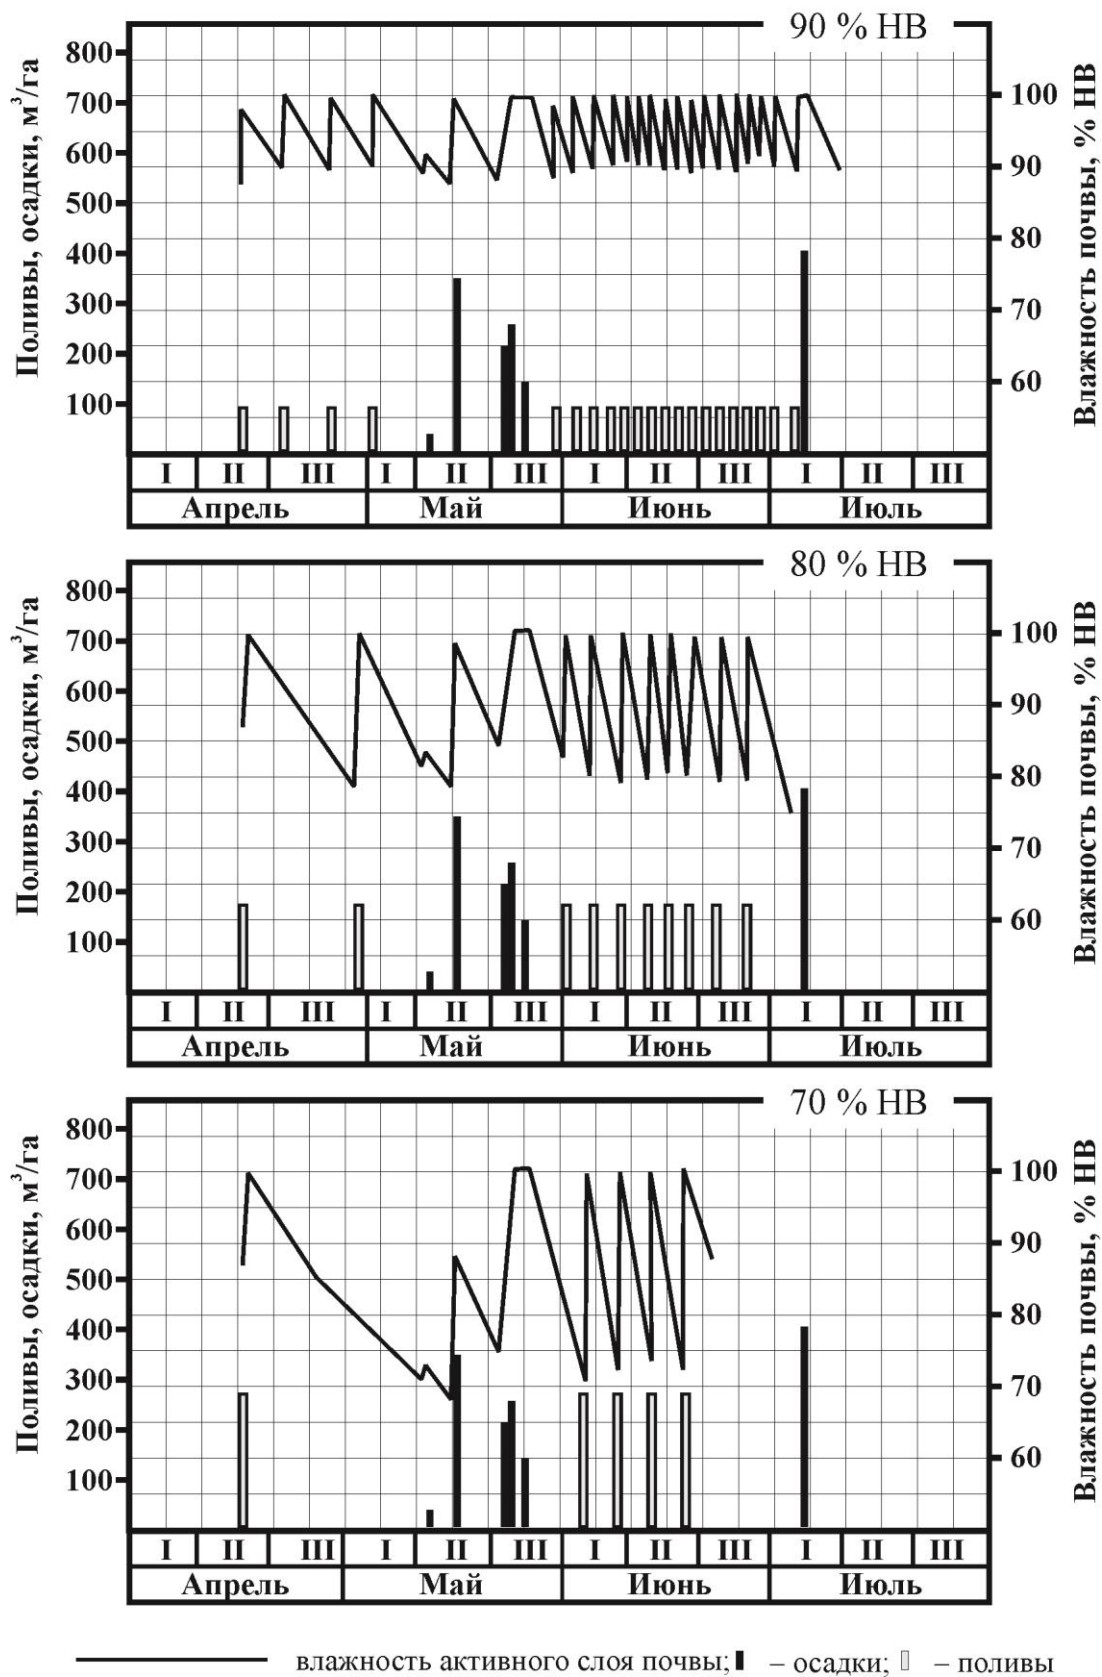 90 % НВ
Поливы, осадки, м³/га
800
700
600
500
400
300
200
100
100
90
80
70
60
Влажность почвы, % НВ
I II III I II III I II III I II III
Апрель Май Июнь Июль
80 % НВ
Поливы, осадки, м³/га
800
700
600
500
400
300
200
100
100
90
80
70
60
Влажность почвы, % НВ
I II III I II III I II III I II III
Апрель Май Июнь Июль
70 % НВ
Поливы, осадки, м³/га
800
700
600
500
400
300
200
100
100
90
80
70
60
Влажность почвы, % НВ
I II III I II III I II III I II III
Апрель Май Июнь Июль
влажность активного слоя почвы; – осадки; – поливы